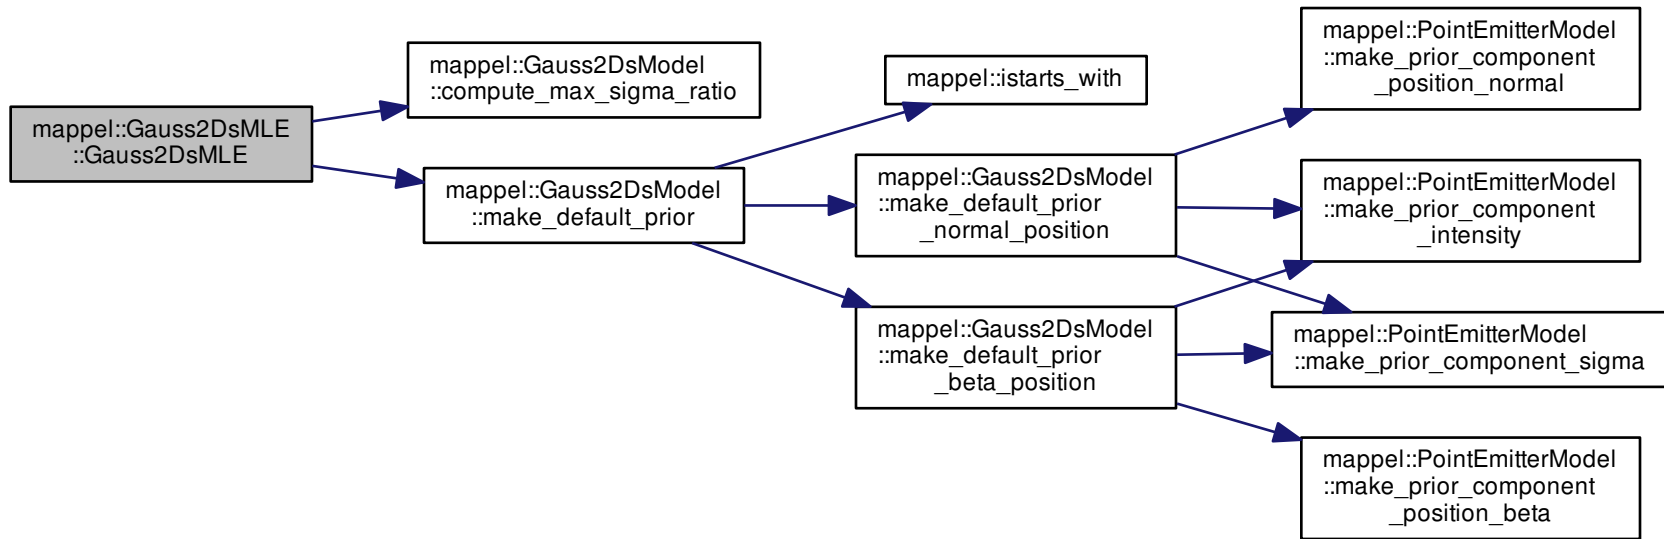 mappel::Gauss2DsMLE
::Gauss2DsMLE
mappel::Gauss2DsModel
::compute_max_sigma_ratio
mappel::Gauss2DsModel
::make_default_prior
mappel::istarts_with
mappel::Gauss2DsModel
::make_default_prior
_normal_position
mappel::Gauss2DsModel
::make_default_prior
_beta_position
mappel::PointEmitterModel
::make_prior_component
_position_normal
mappel::PointEmitterModel
::make_prior_component
_intensity
mappel::PointEmitterModel
::make_prior_component_sigma
mappel::PointEmitterModel
::make_prior_component
_position_beta